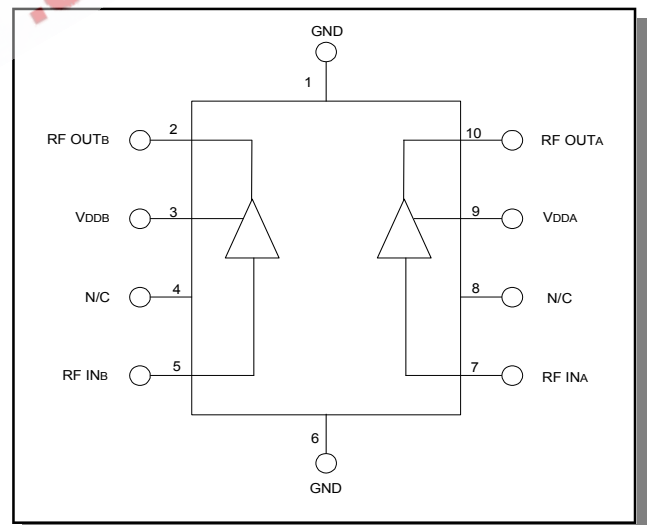 GND
1
RF OUTB 2 10 RF OUTA
VDDB 3 9 VDDA
N/C 4 8 N/C
RF INB 5 7 RF INA
6
GND